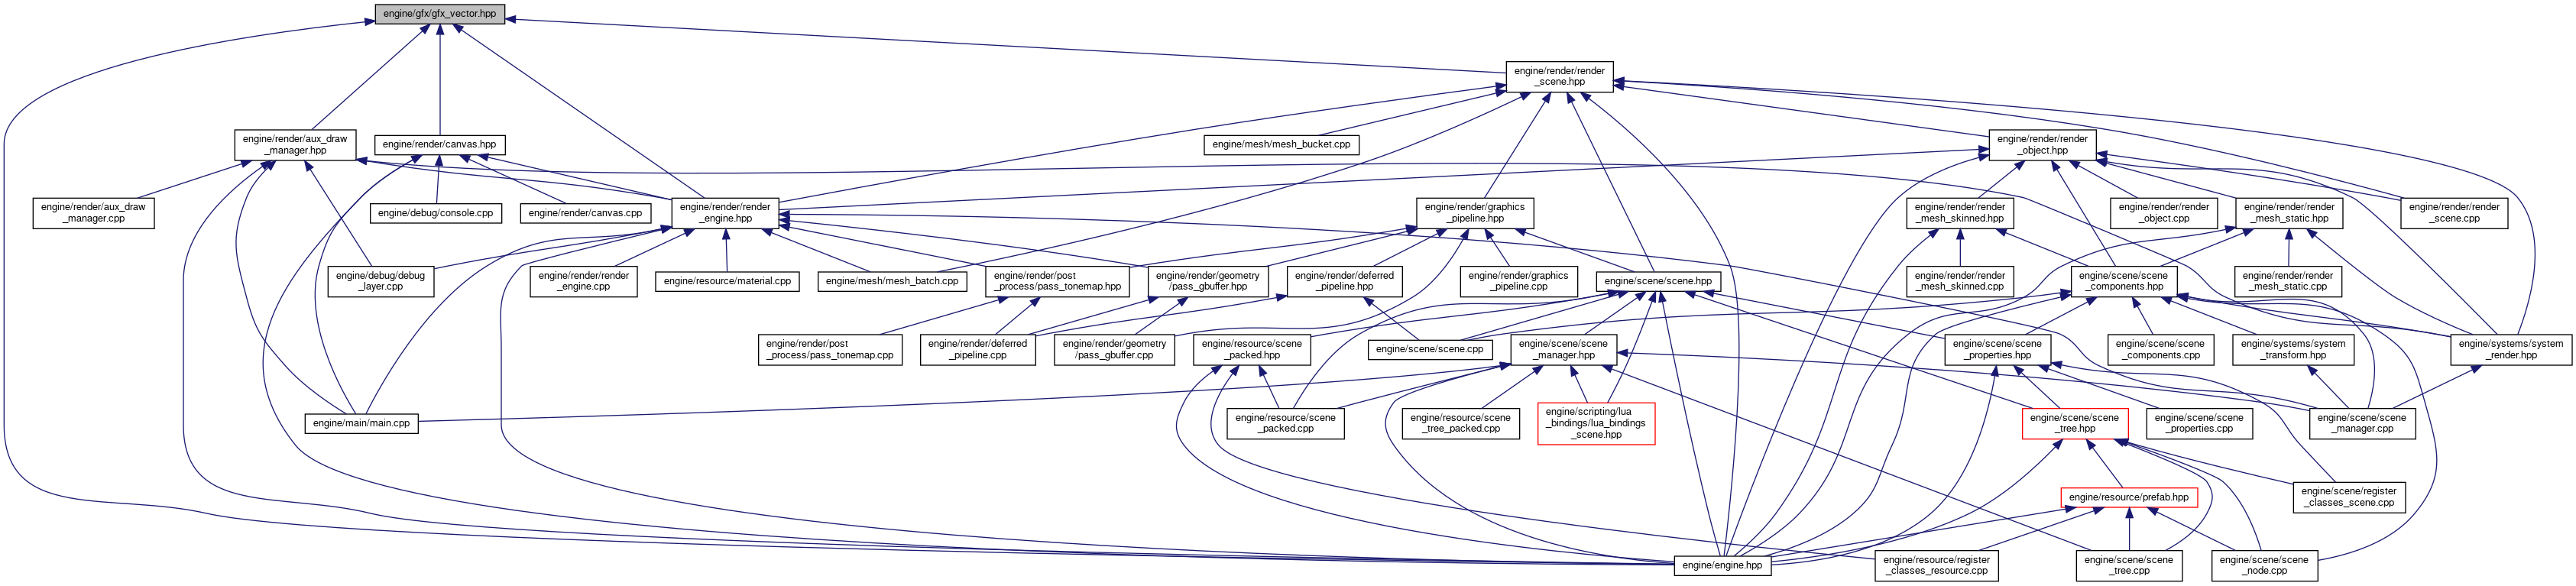 engine/gfx/gfx_vector.hpp
engine/render/render
_scene.hpp
engine/render/aux_draw
_manager.hpp
engine/render/canvas.hpp
engine/mesh/mesh_bucket.cpp
engine/render/render
_object.hpp
engine/render/aux_draw
_manager.cpp
engine/debug/console.cpp
engine/render/canvas.cpp
engine/render/render
_engine.hpp
engine/render/graphics
_pipeline.hpp
engine/render/render
_mesh_skinned.hpp
engine/render/render
_object.cpp
engine/render/render
_mesh_static.hpp
engine/render/render
_scene.cpp
engine/debug/debug
_layer.cpp
engine/render/render
_engine.cpp
engine/resource/material.cpp
engine/mesh/mesh_batch.cpp
engine/render/post
_process/pass_tonemap.hpp
engine/render/geometry
/pass_gbuffer.hpp
engine/render/deferred
_pipeline.hpp
engine/render/graphics
_pipeline.cpp
engine/scene/scene.hpp
engine/render/render
_mesh_skinned.cpp
engine/scene/scene
_components.hpp
engine/render/render
_mesh_static.cpp
engine/render/post
_process/pass_tonemap.cpp
engine/render/deferred
_pipeline.cpp
engine/render/geometry
/pass_gbuffer.cpp
engine/resource/scene
_packed.hpp
engine/scene/scene.cpp
engine/scene/scene
_manager.hpp
engine/scene/scene
_properties.hpp
engine/scene/scene
_components.cpp
engine/systems/system
_transform.hpp
engine/systems/system
_render.hpp
engine/main/main.cpp
engine/resource/scene
_packed.cpp
engine/resource/scene
_tree_packed.cpp
engine/scripting/lua
_bindings/lua_bindings
_scene.hpp
engine/scene/scene
_tree.hpp
engine/scene/scene
_properties.cpp
engine/scene/scene
_manager.cpp
engine/resource/prefab.hpp
engine/scene/register
_classes_scene.cpp
engine/engine.hpp
engine/resource/register
_classes_resource.cpp
engine/scene/scene
_tree.cpp
engine/scene/scene
_node.cpp